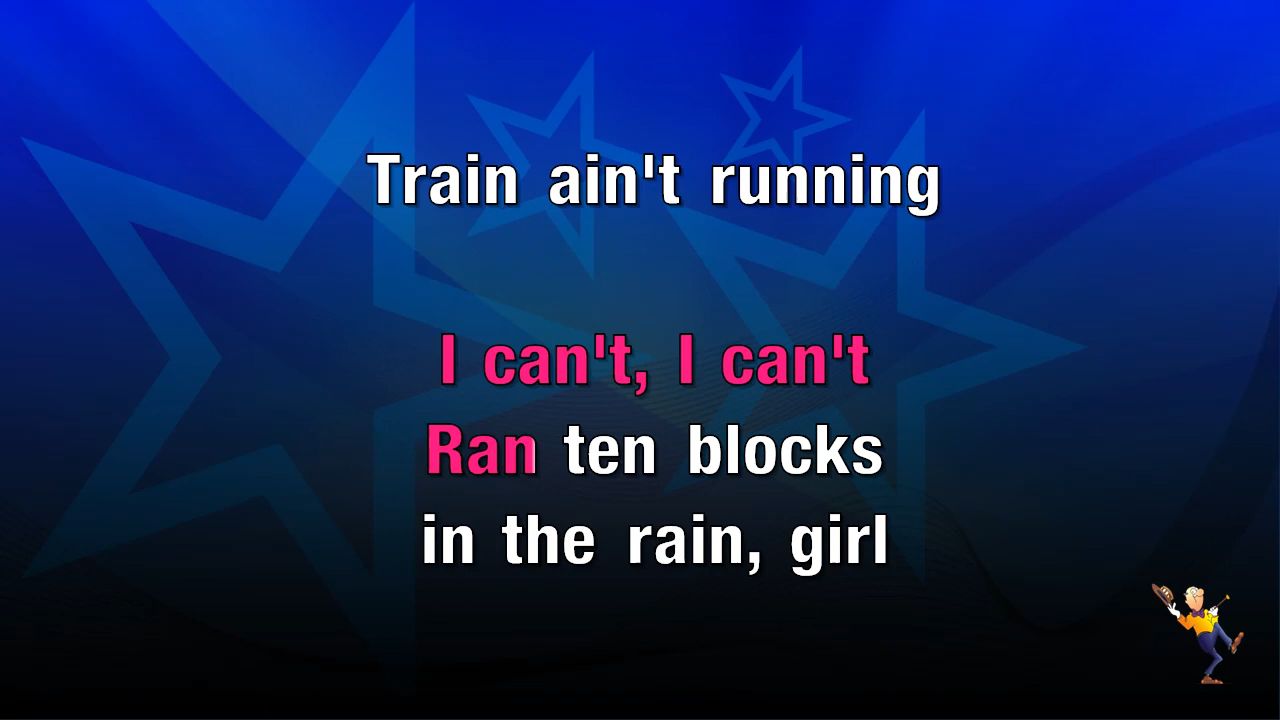 Train ain't running
I can't, I can't
Ran ten blocks
in the rain, girl